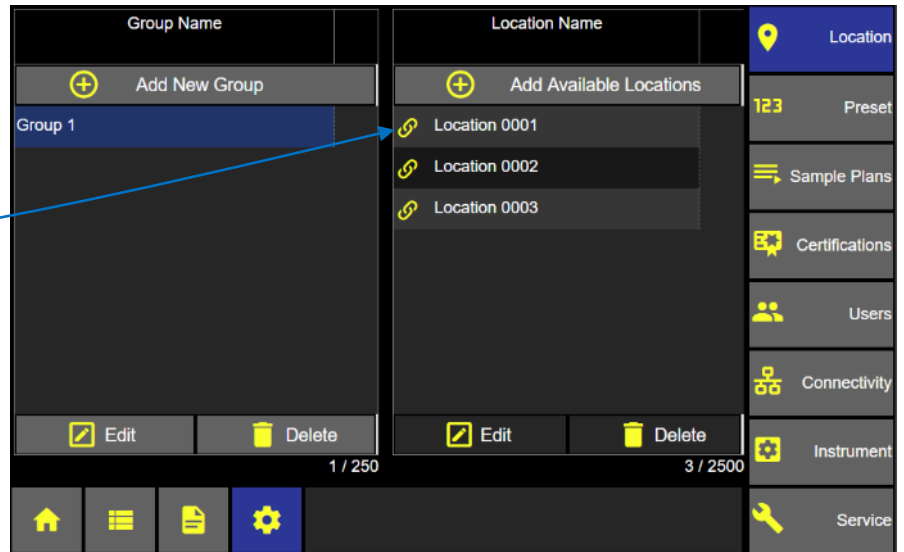 Group Name
Location Name
Location
Add New Group
Add Available Locations
123 Preset
Group 1
Location 0001
Location 0002
Sample Plans
Location 0003
Certifications
Users
Connectivity
Edit
Delete
Edit
Delete
1 / 250
3 / 2500
Instrument
Service